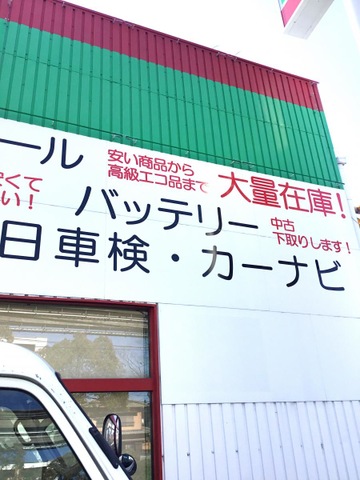 ール
安い商品から
高級エコ品まで
大量在庫!
くて
い!
バッテリー
中古
下取りします!
日車検・カーナビ